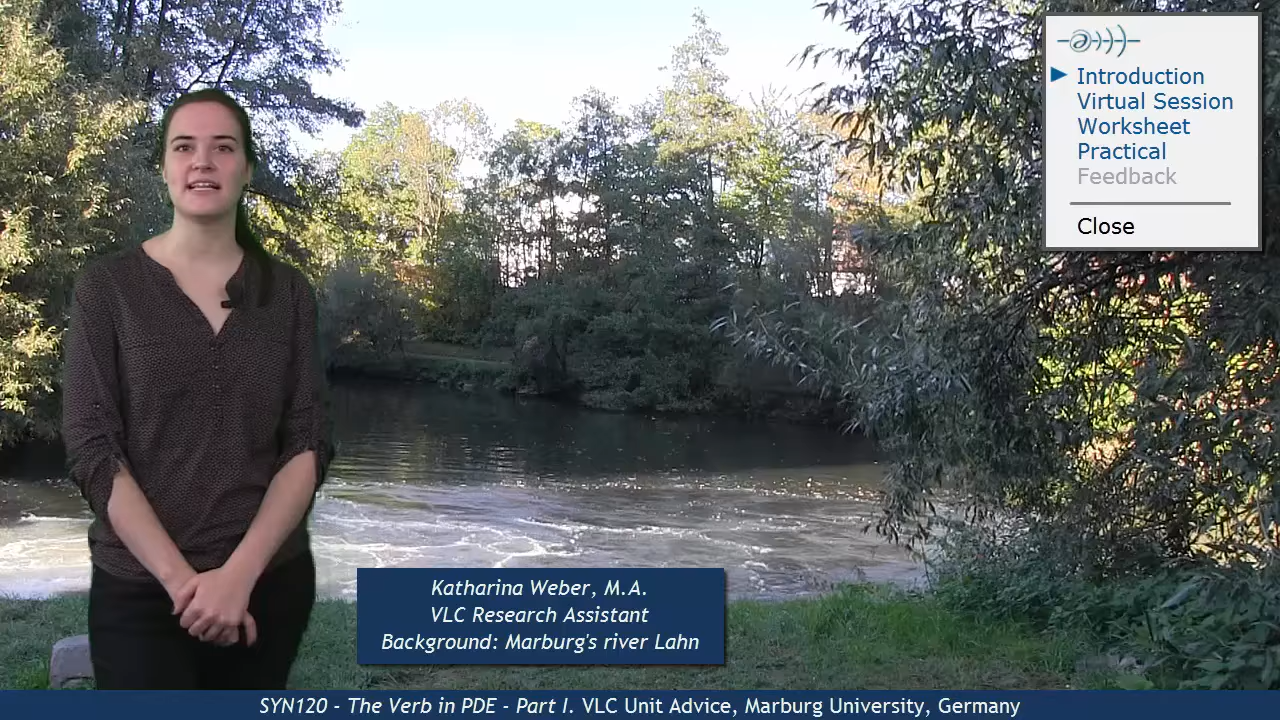 Introduction
Virtual Session
Worksheet
Practical
Feedback
Close
Katharina Weber, M.A.
VLC Research Assistant
Background: Marburg's river Lahn
SYN120 - The Verb in PDE - Part I. VLC Unit Advice, Marburg University, Germany